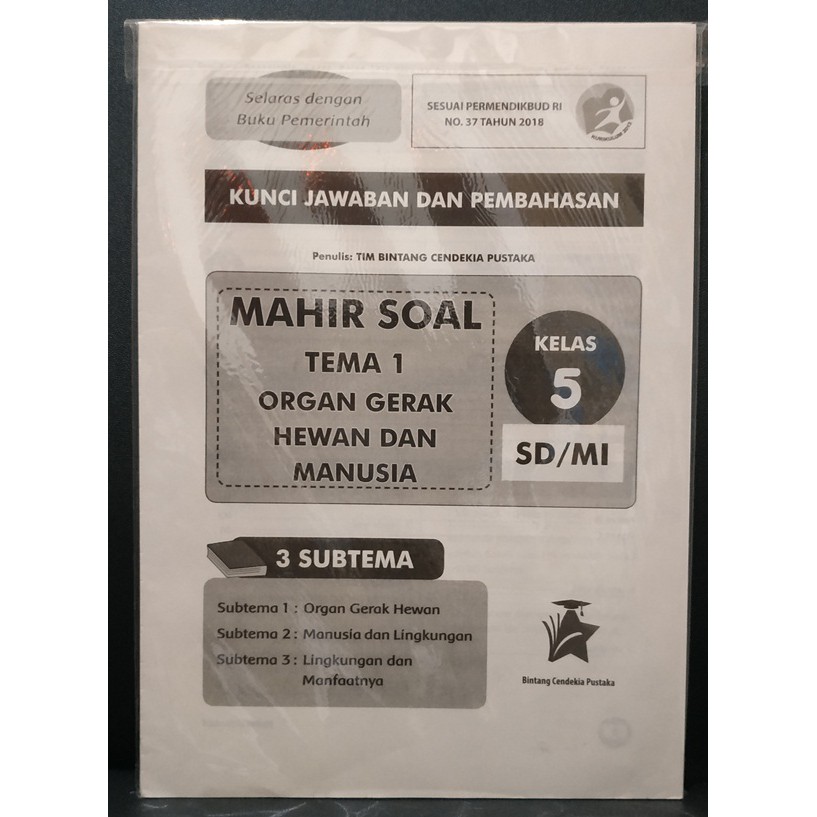 Selaras dengan
Buku Pemerintah
SESUAI PERMENDIKBUD RI
NO. 37 TAHUN 2018
KUNCI JAWABAN DAN PEMBAHASAN
Penulis: TIM BINTANG CENDEKIA PUSTAKA
MAHIR SOAL
TEMA 1
ORGAN GERAK
HEWAN DAN
MANUSIA
KELAS
5
SD/MI
3 SUBTEMA
Subtema 1 : Organ Gerak Hewan
Subtema 2 : Manusia dan Lingkungan
Subtema 3 : Lingkungan dan
Manfaatnya
Bintang Cendekia Pustaka